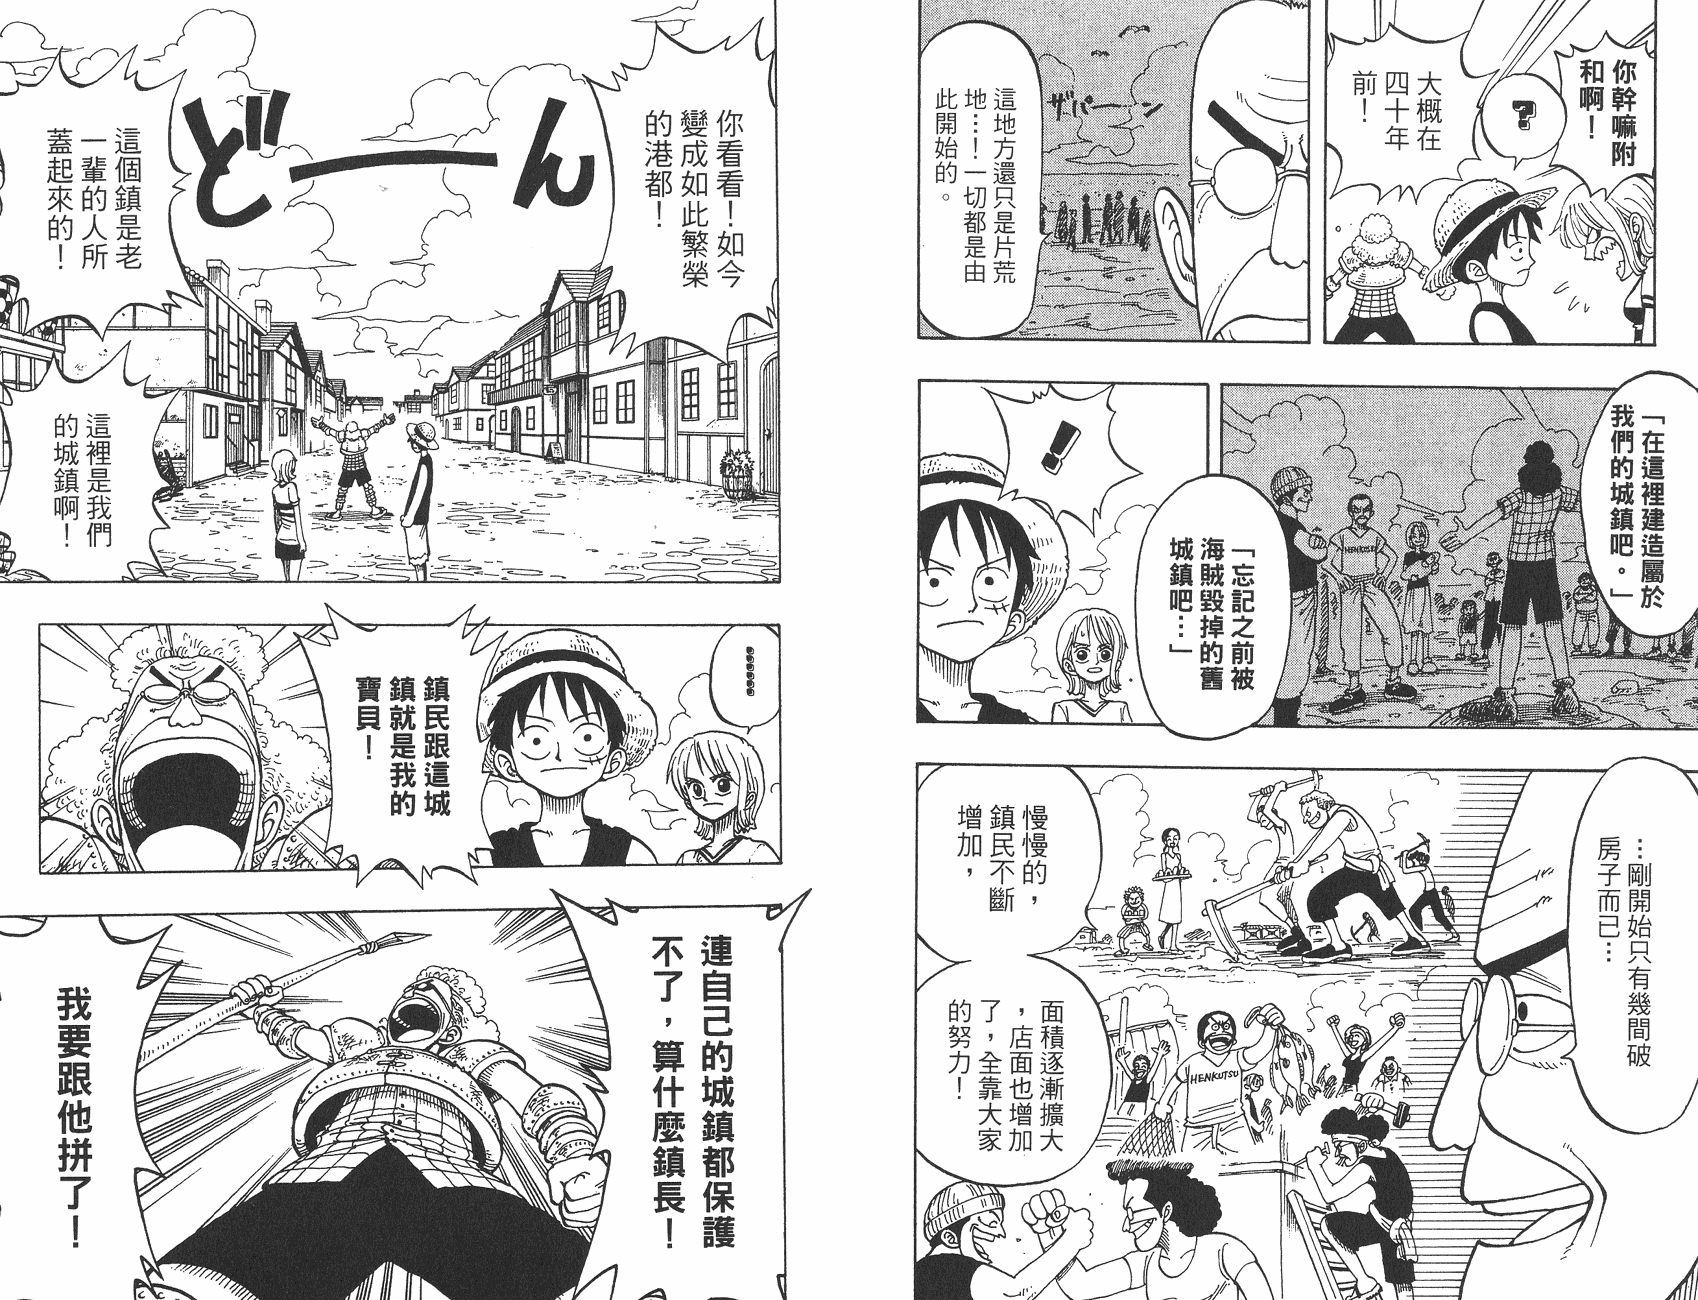 你幹嘛附
和啊！
?
大概在
四十年
前！
ザパーン
這地方還只是片荒
地…！一切都是由
此開始的。
「在這裡建造屬於
我們的城鎮吧。」
HENKUTSU
「忘記之前被
海賊毀掉的舊
城鎮吧…」
！
…剛開始只有幾間破
房子而已…
慢慢的，
鎮民不斷
增加，
HENKUTSU
面積逐漸擴大
，店面也增加
了，全靠大家
的努力！
你看看！如今
變成如此繁榮
的港都！
どーん
這個鎮是老
一輩的人所
蓋起來的！
這裡是我們
的城鎮啊！
……
鎮民跟這城
鎮就是我的
寶貝！
連自己的城鎮都保護
不了，算什麼鎮長！
我要跟他拼了！